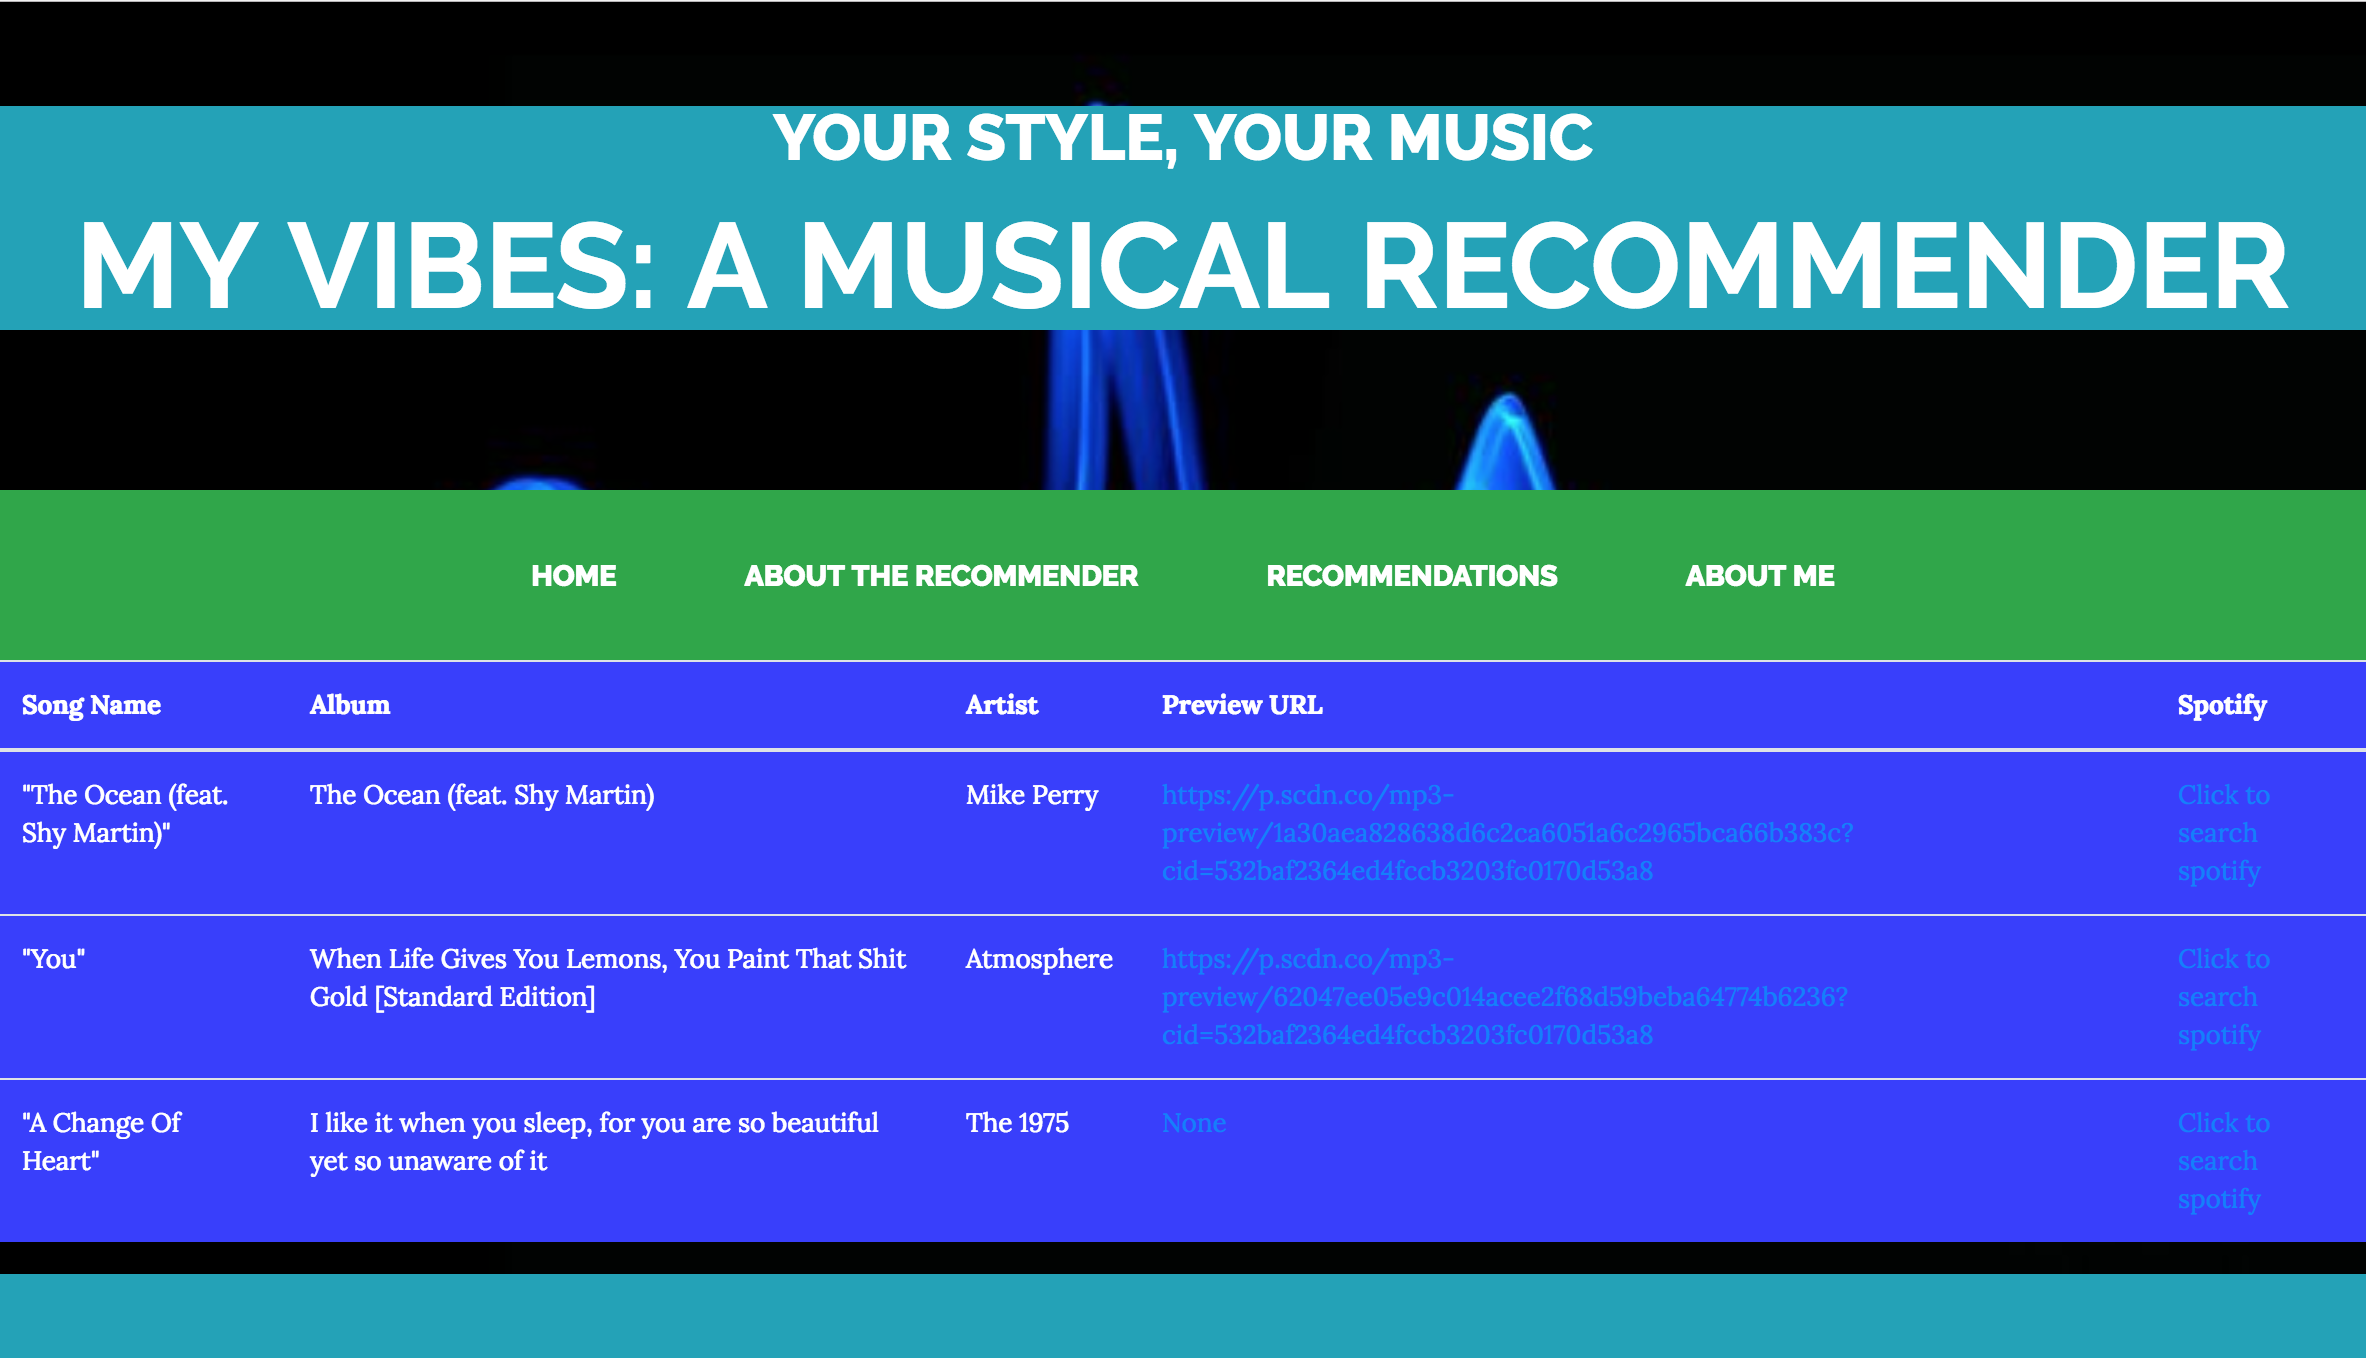 YOUR STYLE, YOUR MUSIC
MY VIBES: A MUSICAL RECOMMENDER
HOME ABOUT THE RECOMMENDER RECOMMENDATIONS ABOUT ME
Song Name Album Artist Preview URL Spotify
"The Ocean (feat. The Ocean (feat. Shy Martin) Mike Perry https://p.scdn.co/mp3- Click to
Shy Martin)" preview/1a30aea828638d6c2ca6051a6c2965bca66b383c? search
cid=532baf2364ed4fccb3203fc0170d53a8 spotify
"You" When Life Gives You Lemons, You Paint That Shit Atmosphere https://p.scdn.co/mp3- Click to
Gold [Standard Edition] preview/62047ee05e9c014acee2f68d59beba64774b6236? search
cid=532baf2364ed4fccb3203fc0170d53a8 spotify
"A Change Of I like it when you sleep, for you are so beautiful The 1975 None Click to
Heart" yet so unaware of it search
spotify